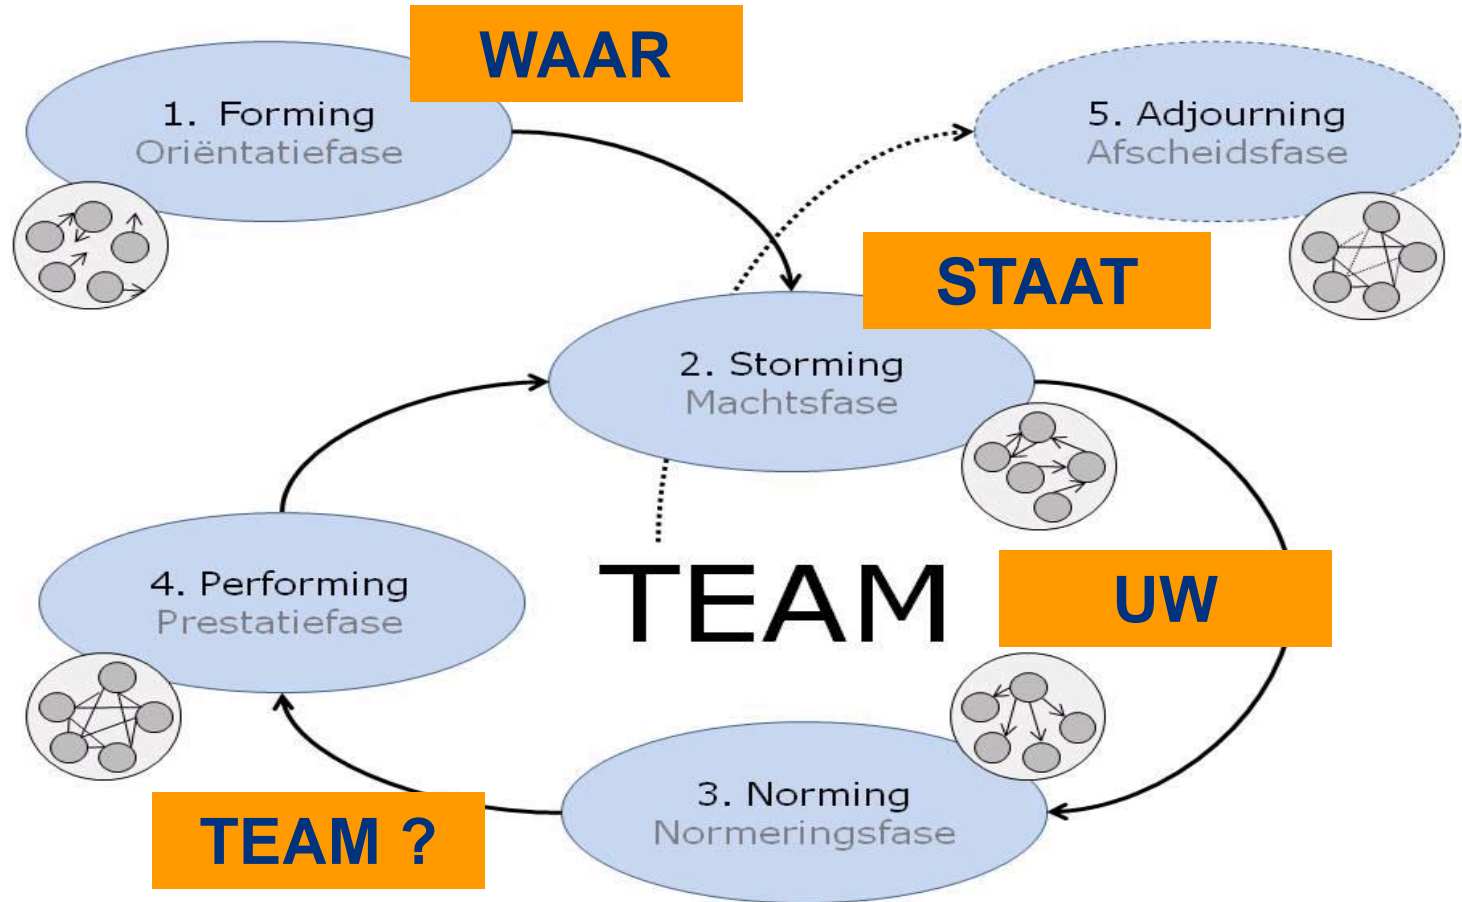 WAAR
1. Forming
Oriëntatiefase
5. Adjourning
Afscheidsfase
STAAT
2. Storming
Machtsfase
4. Performing
Prestatiefase
TEAM
UW
3. Norming
Normeringsfase
TEAM ?